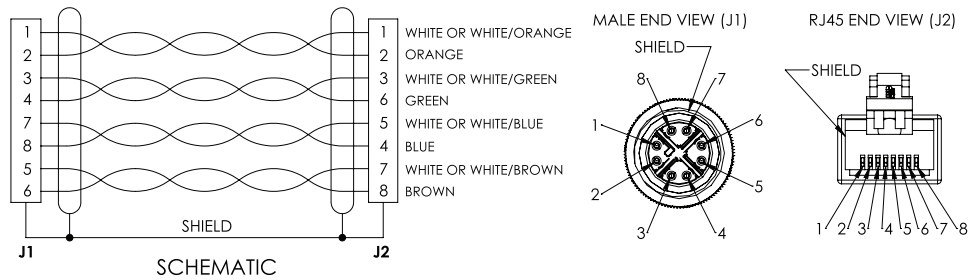 MALE END VIEW (J1)
RJ45 END VIEW (J2)
1 1 WHITE OR WHITE/ORANGE
2 2 ORANGE
3 3 WHITE OR WHITE/GREEN
4 6 GREEN
7 5 WHITE OR WHITE/BLUE
8 4 BLUE
5 7 WHITE OR WHITE/BROWN
6 8 BROWN
SHIELD
J1
J2
SCHEMATIC
SHIELD
8 7
1 6
2 5
3 4
SHIELD
1 2 3 4 5 6 7 8